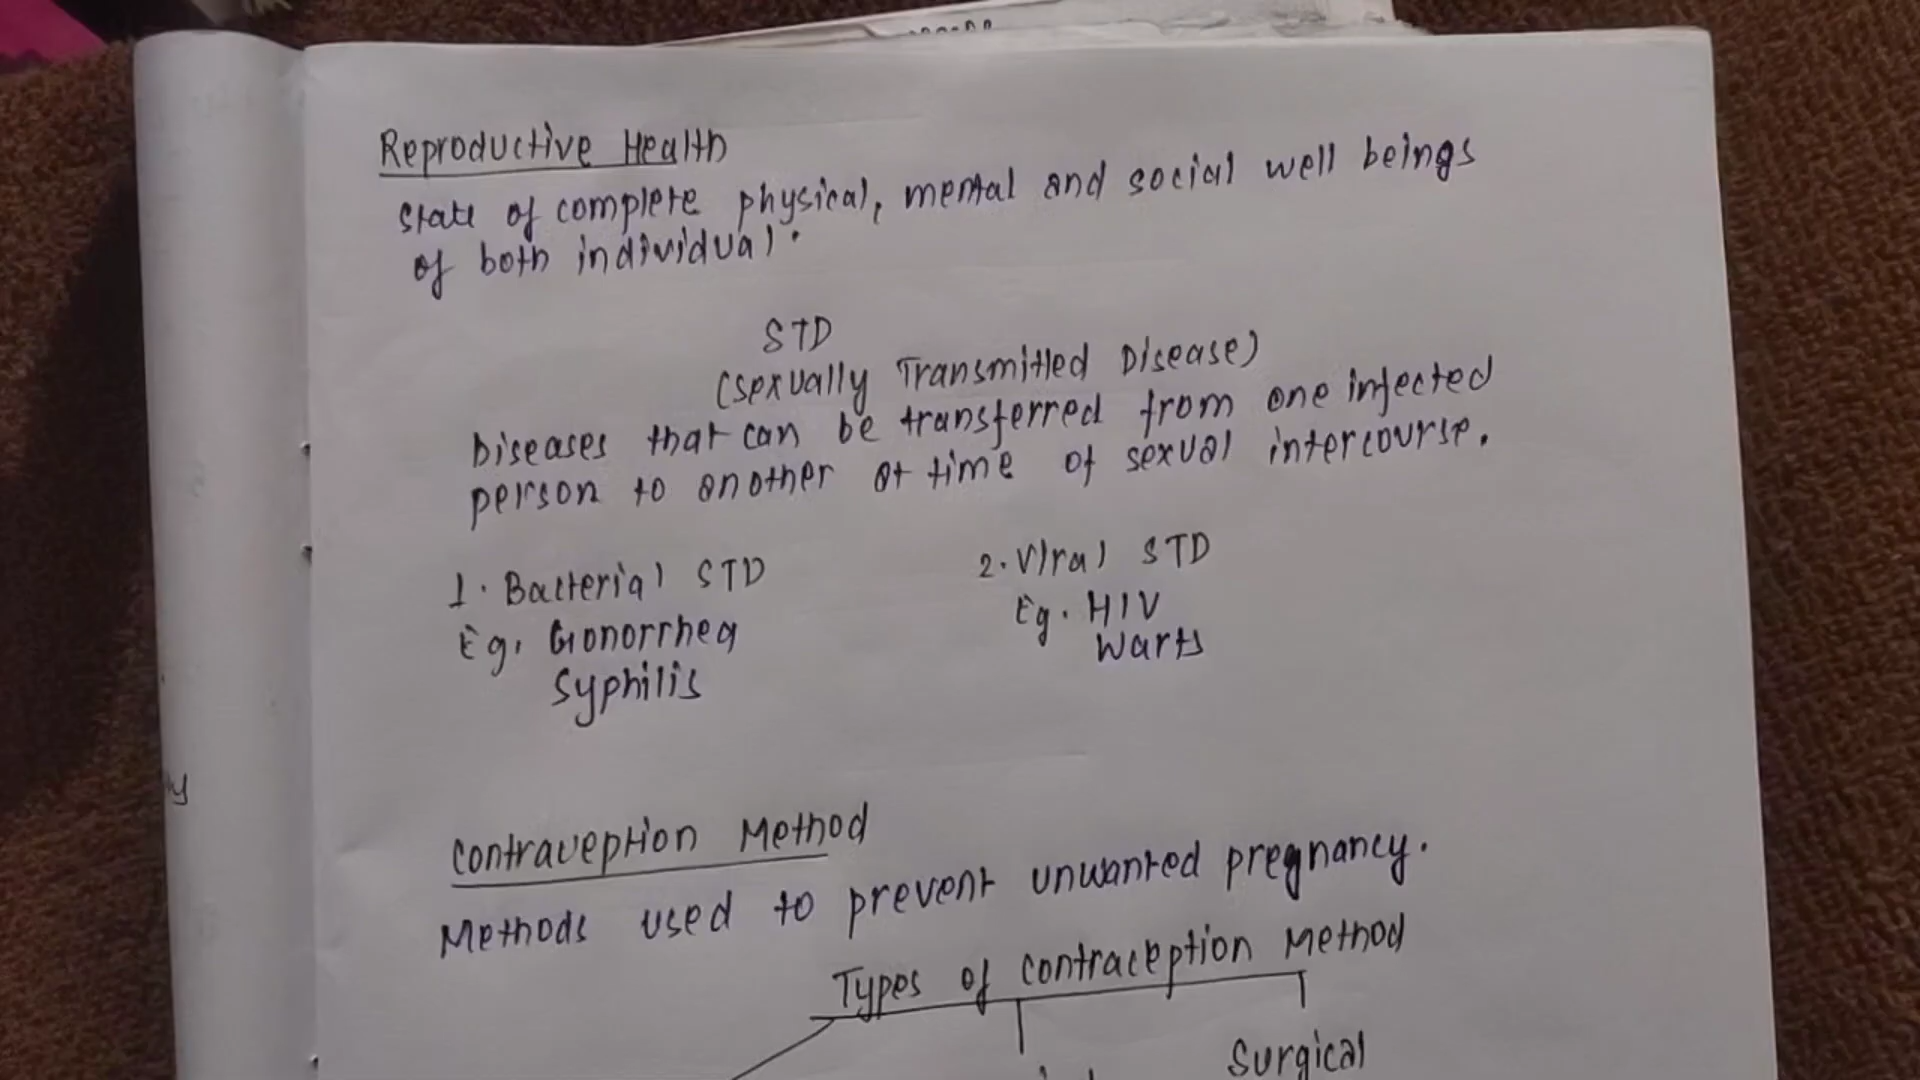 Reproductive Health
State of complete physical, mental and social well beings
of both individual.
STD
(Sexually Transmitted Disease)
Diseases that can be transferred from one infected
person to another at time of sexual intercourse.
1. Bacterial STD
Eg. Gonorrhea
Syphilis
2. Viral STD
Eg. HIV
Warts
Contraception Method
Methods used to prevent unwanted pregnancy.
Types of contraception Method
Surgical